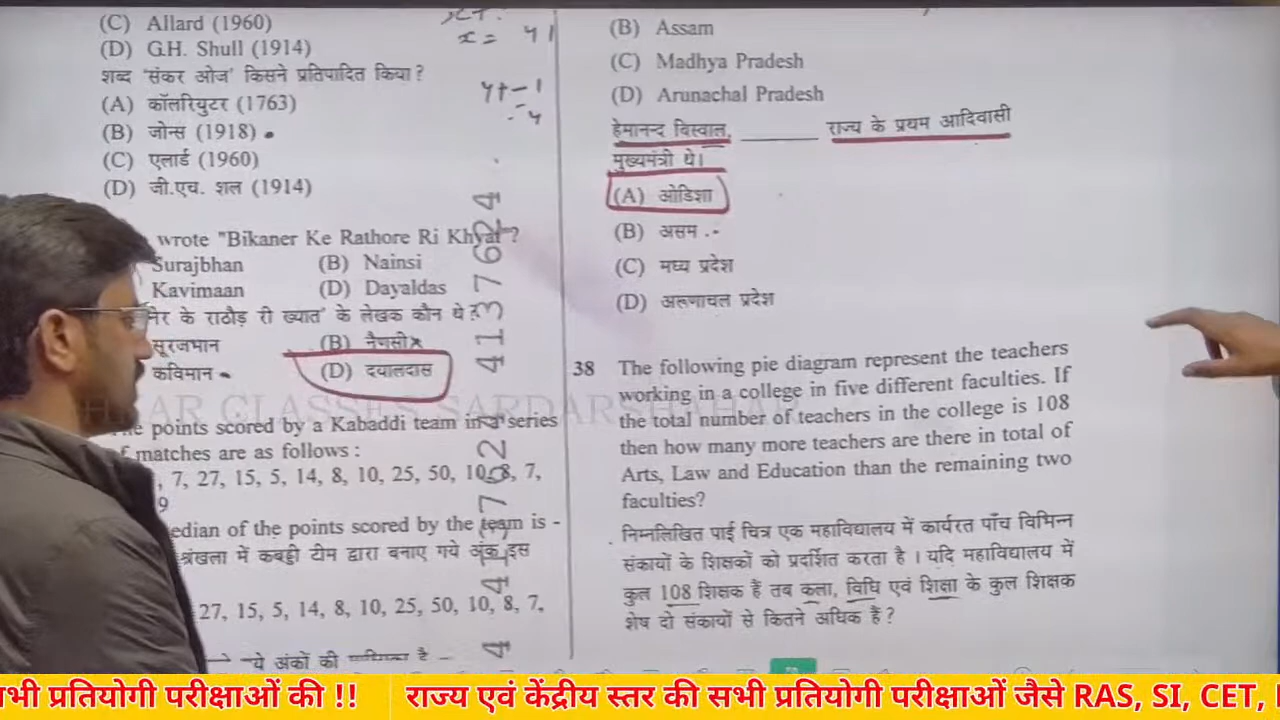 (C) Allard (1960)
(D) G.H. Shull (1914)
शब्द 'संकर ओज' किसने प्रतिपादित किया?
(A) कॉलरियुटर (1763)
(B) जोन्स (1918)
(C) एलार्ड (1960)
(D) जी.एच. शल (1914)
wrote "Bikaner Ke Rathore Ri Khyat"?
Surajbhan (B) Nainsi
Kavimaan (D) Dayaldas
के राठौड़ री ख्यात' के लेखक कौन थे?
सूरजभान (B) नैणसी
कविमान (D) दयालदास
points scored by a Kabaddi team in a series
matches are as follows :
, 7, 27, 15, 5, 14, 8, 10, 25, 50, 10, 8, 7,
9
of the points scored by the team is -
श्रंखला में कबड्डी टीम द्वारा बनाए गये अंक इस
27, 15, 5, 14, 8, 10, 25, 50, 10, 8, 7,
ये अंकों की
x = 41
(B) Assam
(C) Madhya Pradesh
(D) Arunachal Pradesh
हेमानन्द विस्वाल, ________ राज्य के प्रथम आदिवासी
मुख्यमंत्री थे।
(A) ओडिशा
(B) असम
(C) मध्य प्रदेश
(D) अरूणाचल प्रदेश
38 The following pie diagram represent the teachers
working in a college in five different faculties. If
the total number of teachers in the college is 108
then how many more teachers are there in total of
Arts, Law and Education than the remaining two
faculties?
निम्नलिखित पाई चित्र एक महाविद्यालय में कार्यरत पाँच विभिन्न
संकायों के शिक्षकों को प्रदर्शित करता है । यदि महाविद्यालय में
कुल 108 शिक्षक हैं तब कला, विधि एवं शिक्षा के कुल शिक्षक
शेष दो संकायों से कितने अधिक हैं?
CLASSES SARDARSHAHAR
भी प्रतियोगी परीक्षाओं की !! राज्य एवं केंद्रीय स्तर की सभी प्रतियोगी परीक्षाओं जैसे RAS, SI, CET,